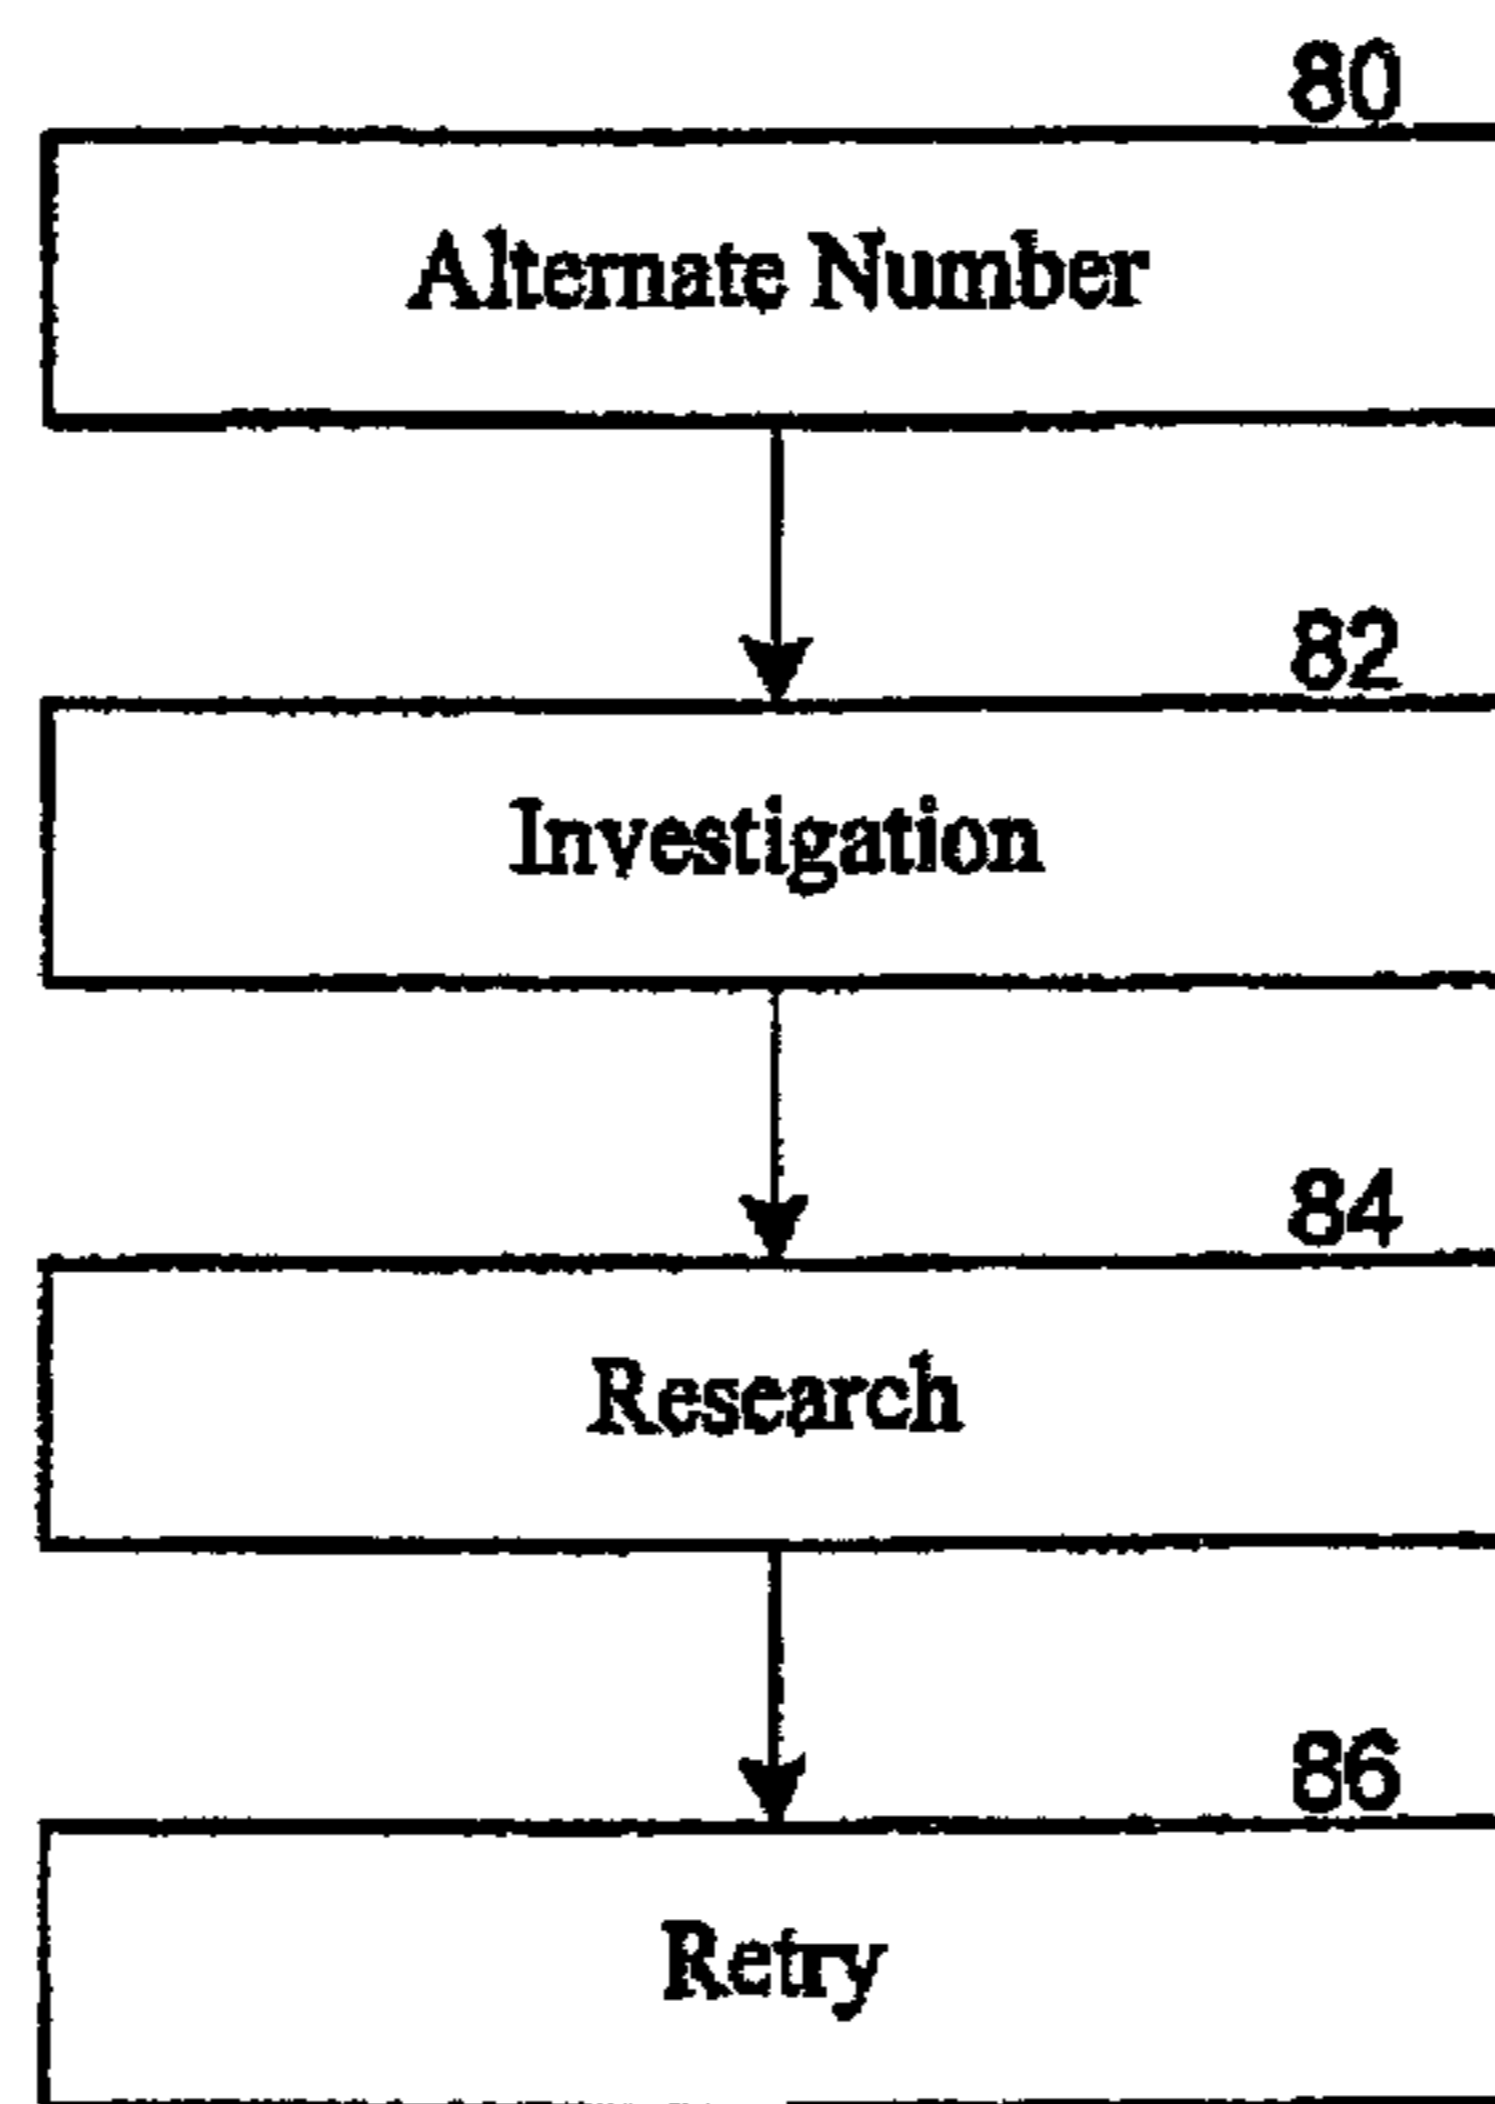 80
Alternate Number
82
Investigation
84
Research
86
Retry